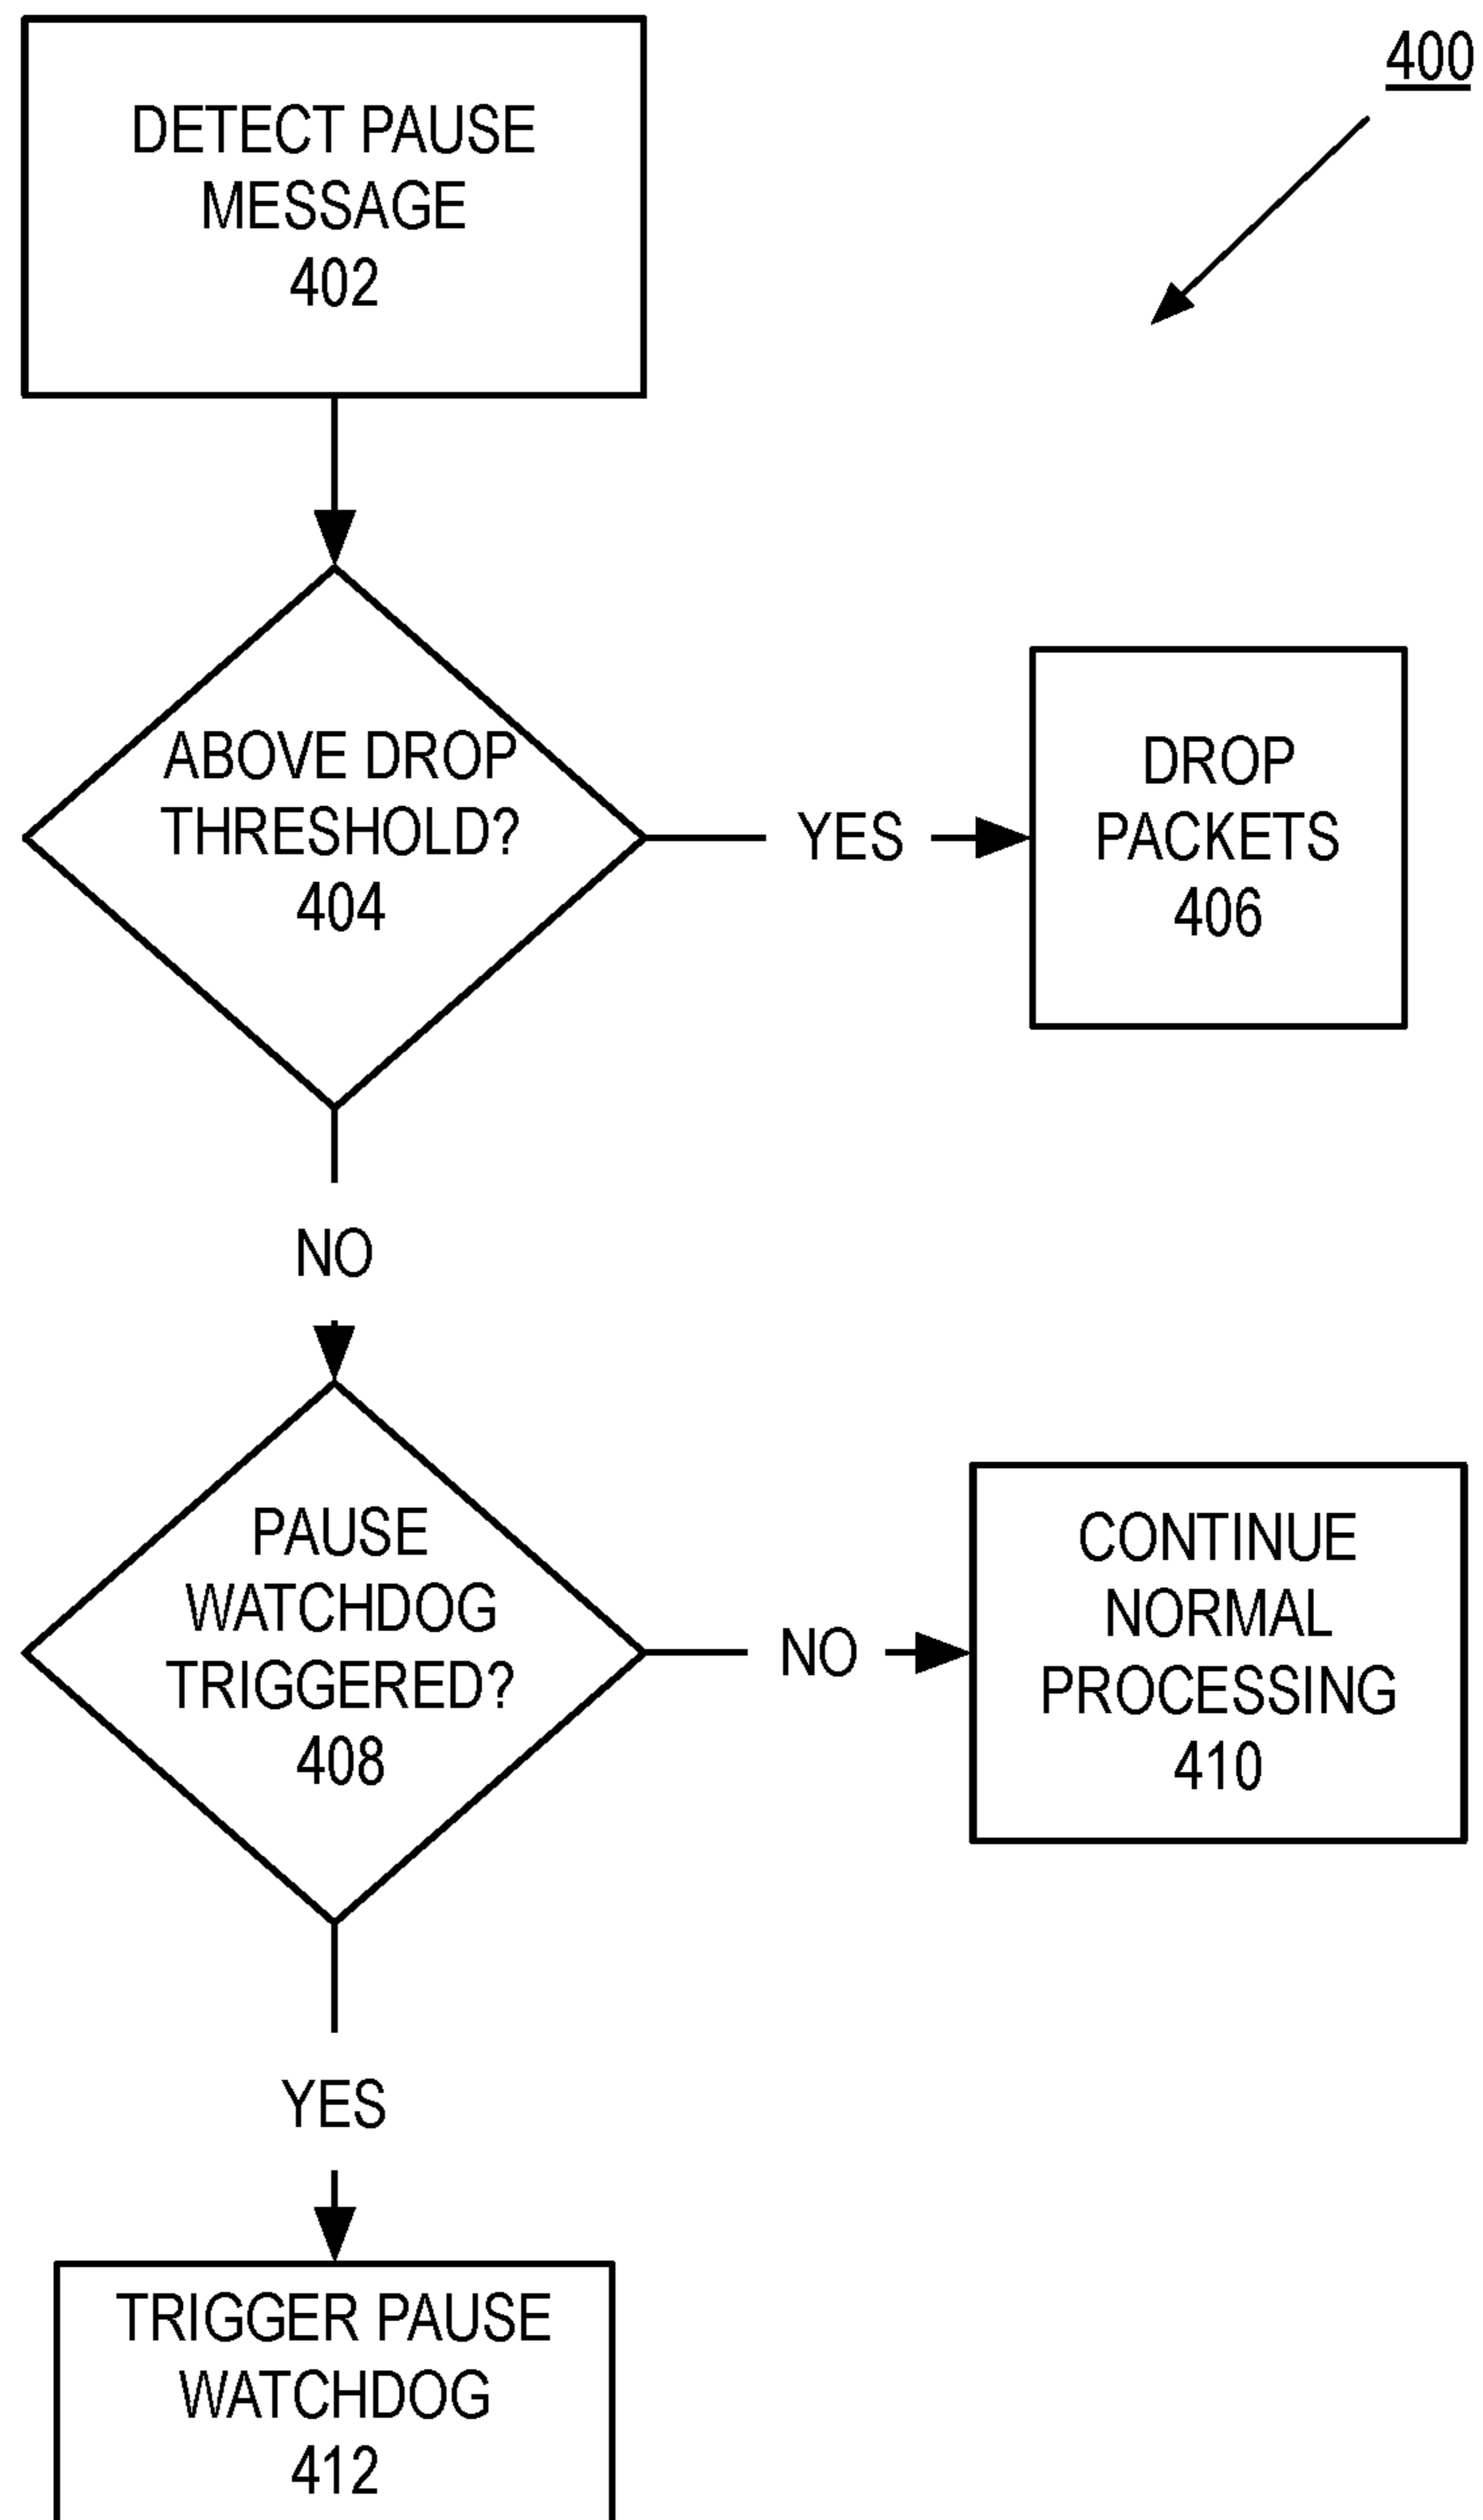 400
DETECT PAUSE
MESSAGE
402
ABOVE DROP
THRESHOLD?
404
YES
DROP
PACKETS
406
NO
PAUSE
WATCHDOG
TRIGGERED?
408
NO
CONTINUE
NORMAL
PROCESSING
410
YES
TRIGGER PAUSE
WATCHDOG
412